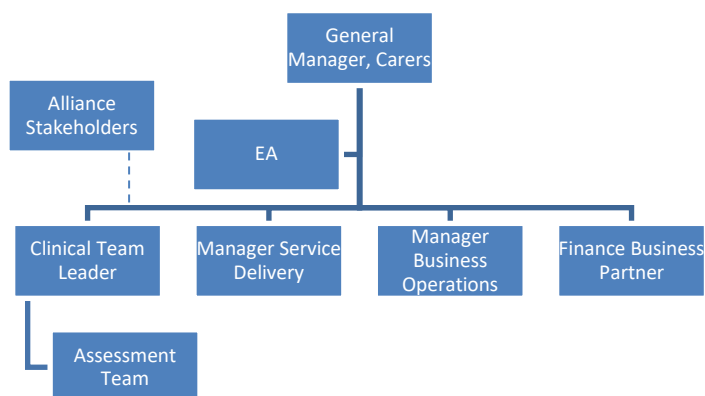 General
Manager, Carers
Alliance
Stakeholders
EA
Clinical Team
Leader
Manager Service
Delivery
Manager
Business
Operations
Finance Business
Partner
Assessment
Team